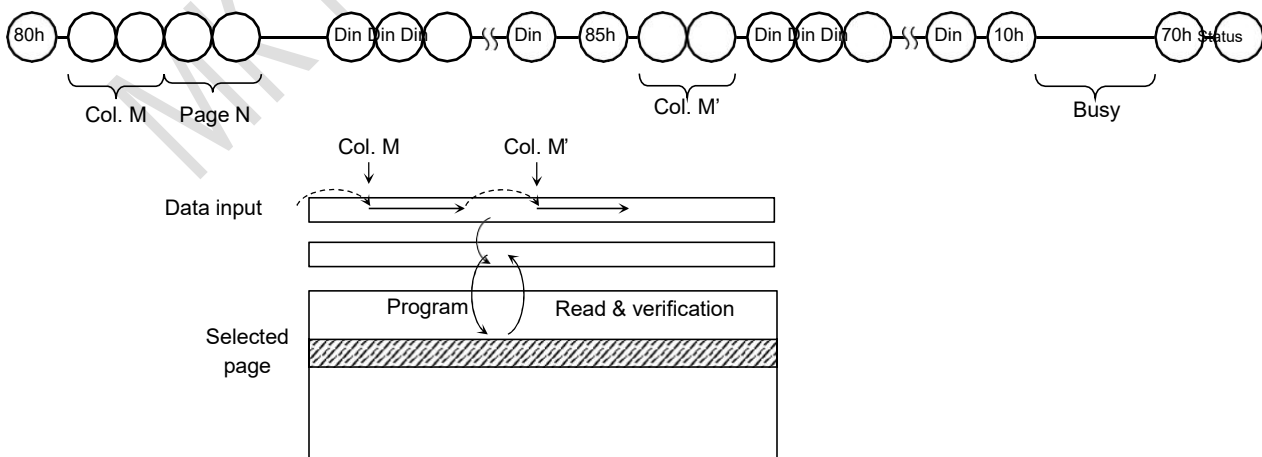 80h Din Din Din Din 85h Din Din Din Din 10h 70h Status
Col. M Page N Col. M’ Busy
Col. M Col. M’
Data input
Program Read & verification
Selected
page